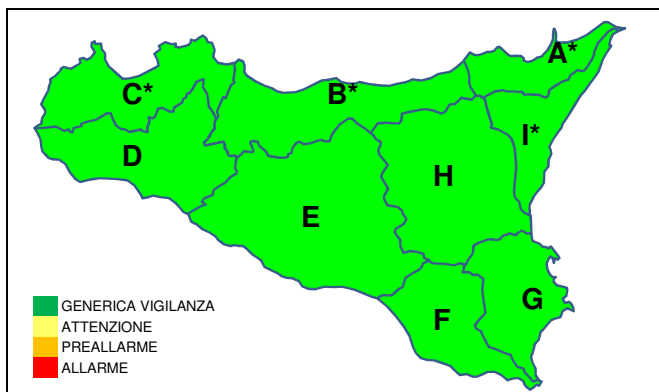 A*
C*
B*
I*
D
H
E
G
F
GENERICA VIGILANZA
ATTENZIONE
PREALLARME
ALLARME